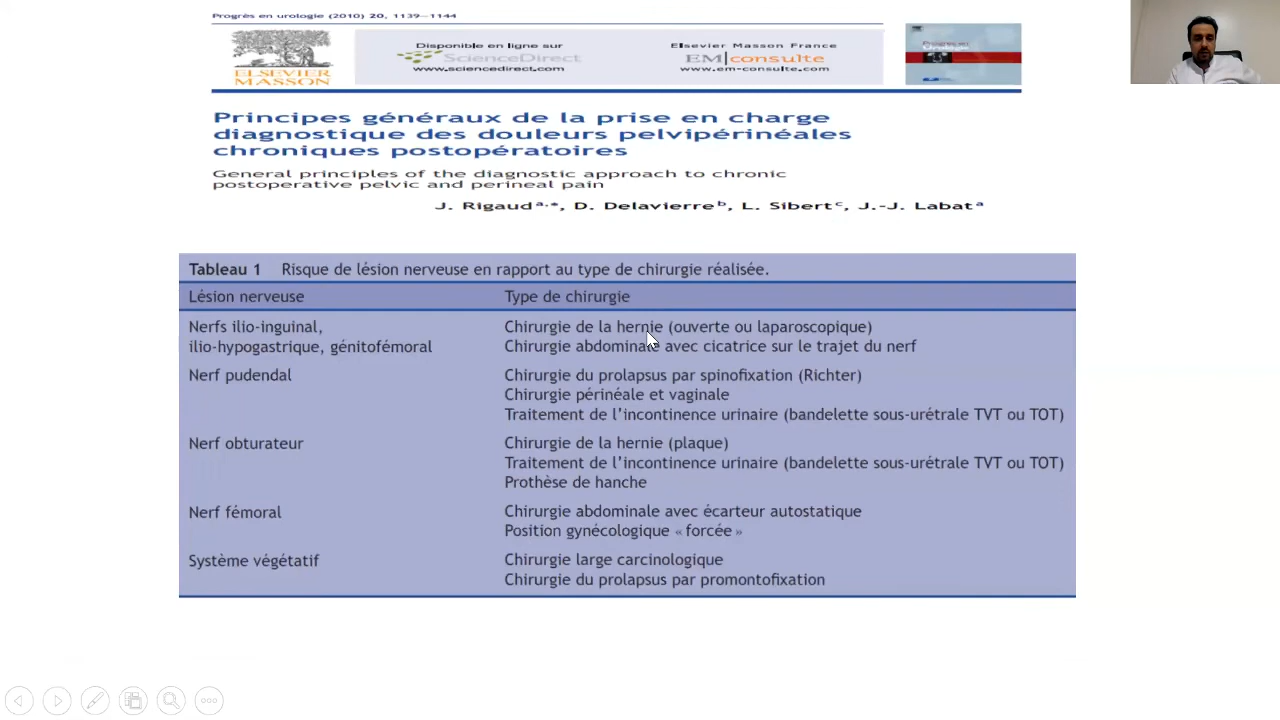 Progrès en urologie (2010) 20, 1139–1144
Disponible en ligne sur
ScienceDirect
www.sciencedirect.com
Elsevier Masson France
EM|consulte
www.em-consulte.com
ELSEVIER
MASSON
Principes généraux de la prise en charge
diagnostique des douleurs pelvipérinéales
chroniques postopératoires
General principles of the diagnostic approach to chronic
postoperative pelvic and perineal pain
J. Rigaud a,*, D. Delavierre b, L. Sibert c, J.-J. Labat a
Tableau 1 Risque de lésion nerveuse en rapport au type de chirurgie réalisée.
Lésion nerveuse Type de chirurgie
Nerfs ilio-inguinal, Chirurgie de la hernie (ouverte ou laparoscopique)
ilio-hypogastrique, génitofémoral Chirurgie abdominale avec cicatrice sur le trajet du nerf
Nerf pudendal Chirurgie du prolapsus par spinofixation (Richter)
Chirurgie périnéale et vaginale
Traitement de l'incontinence urinaire (bandelette sous-urétrale TVT ou TOT)
Nerf obturateur Chirurgie de la hernie (plaque)
Traitement de l'incontinence urinaire (bandelette sous-urétrale TVT ou TOT)
Prothèse de hanche
Nerf fémoral Chirurgie abdominale avec écarteur autostatique
Position gynécologique « forcée »
Système végétatif Chirurgie large carcinologique
Chirurgie du prolapsus par promontofixation